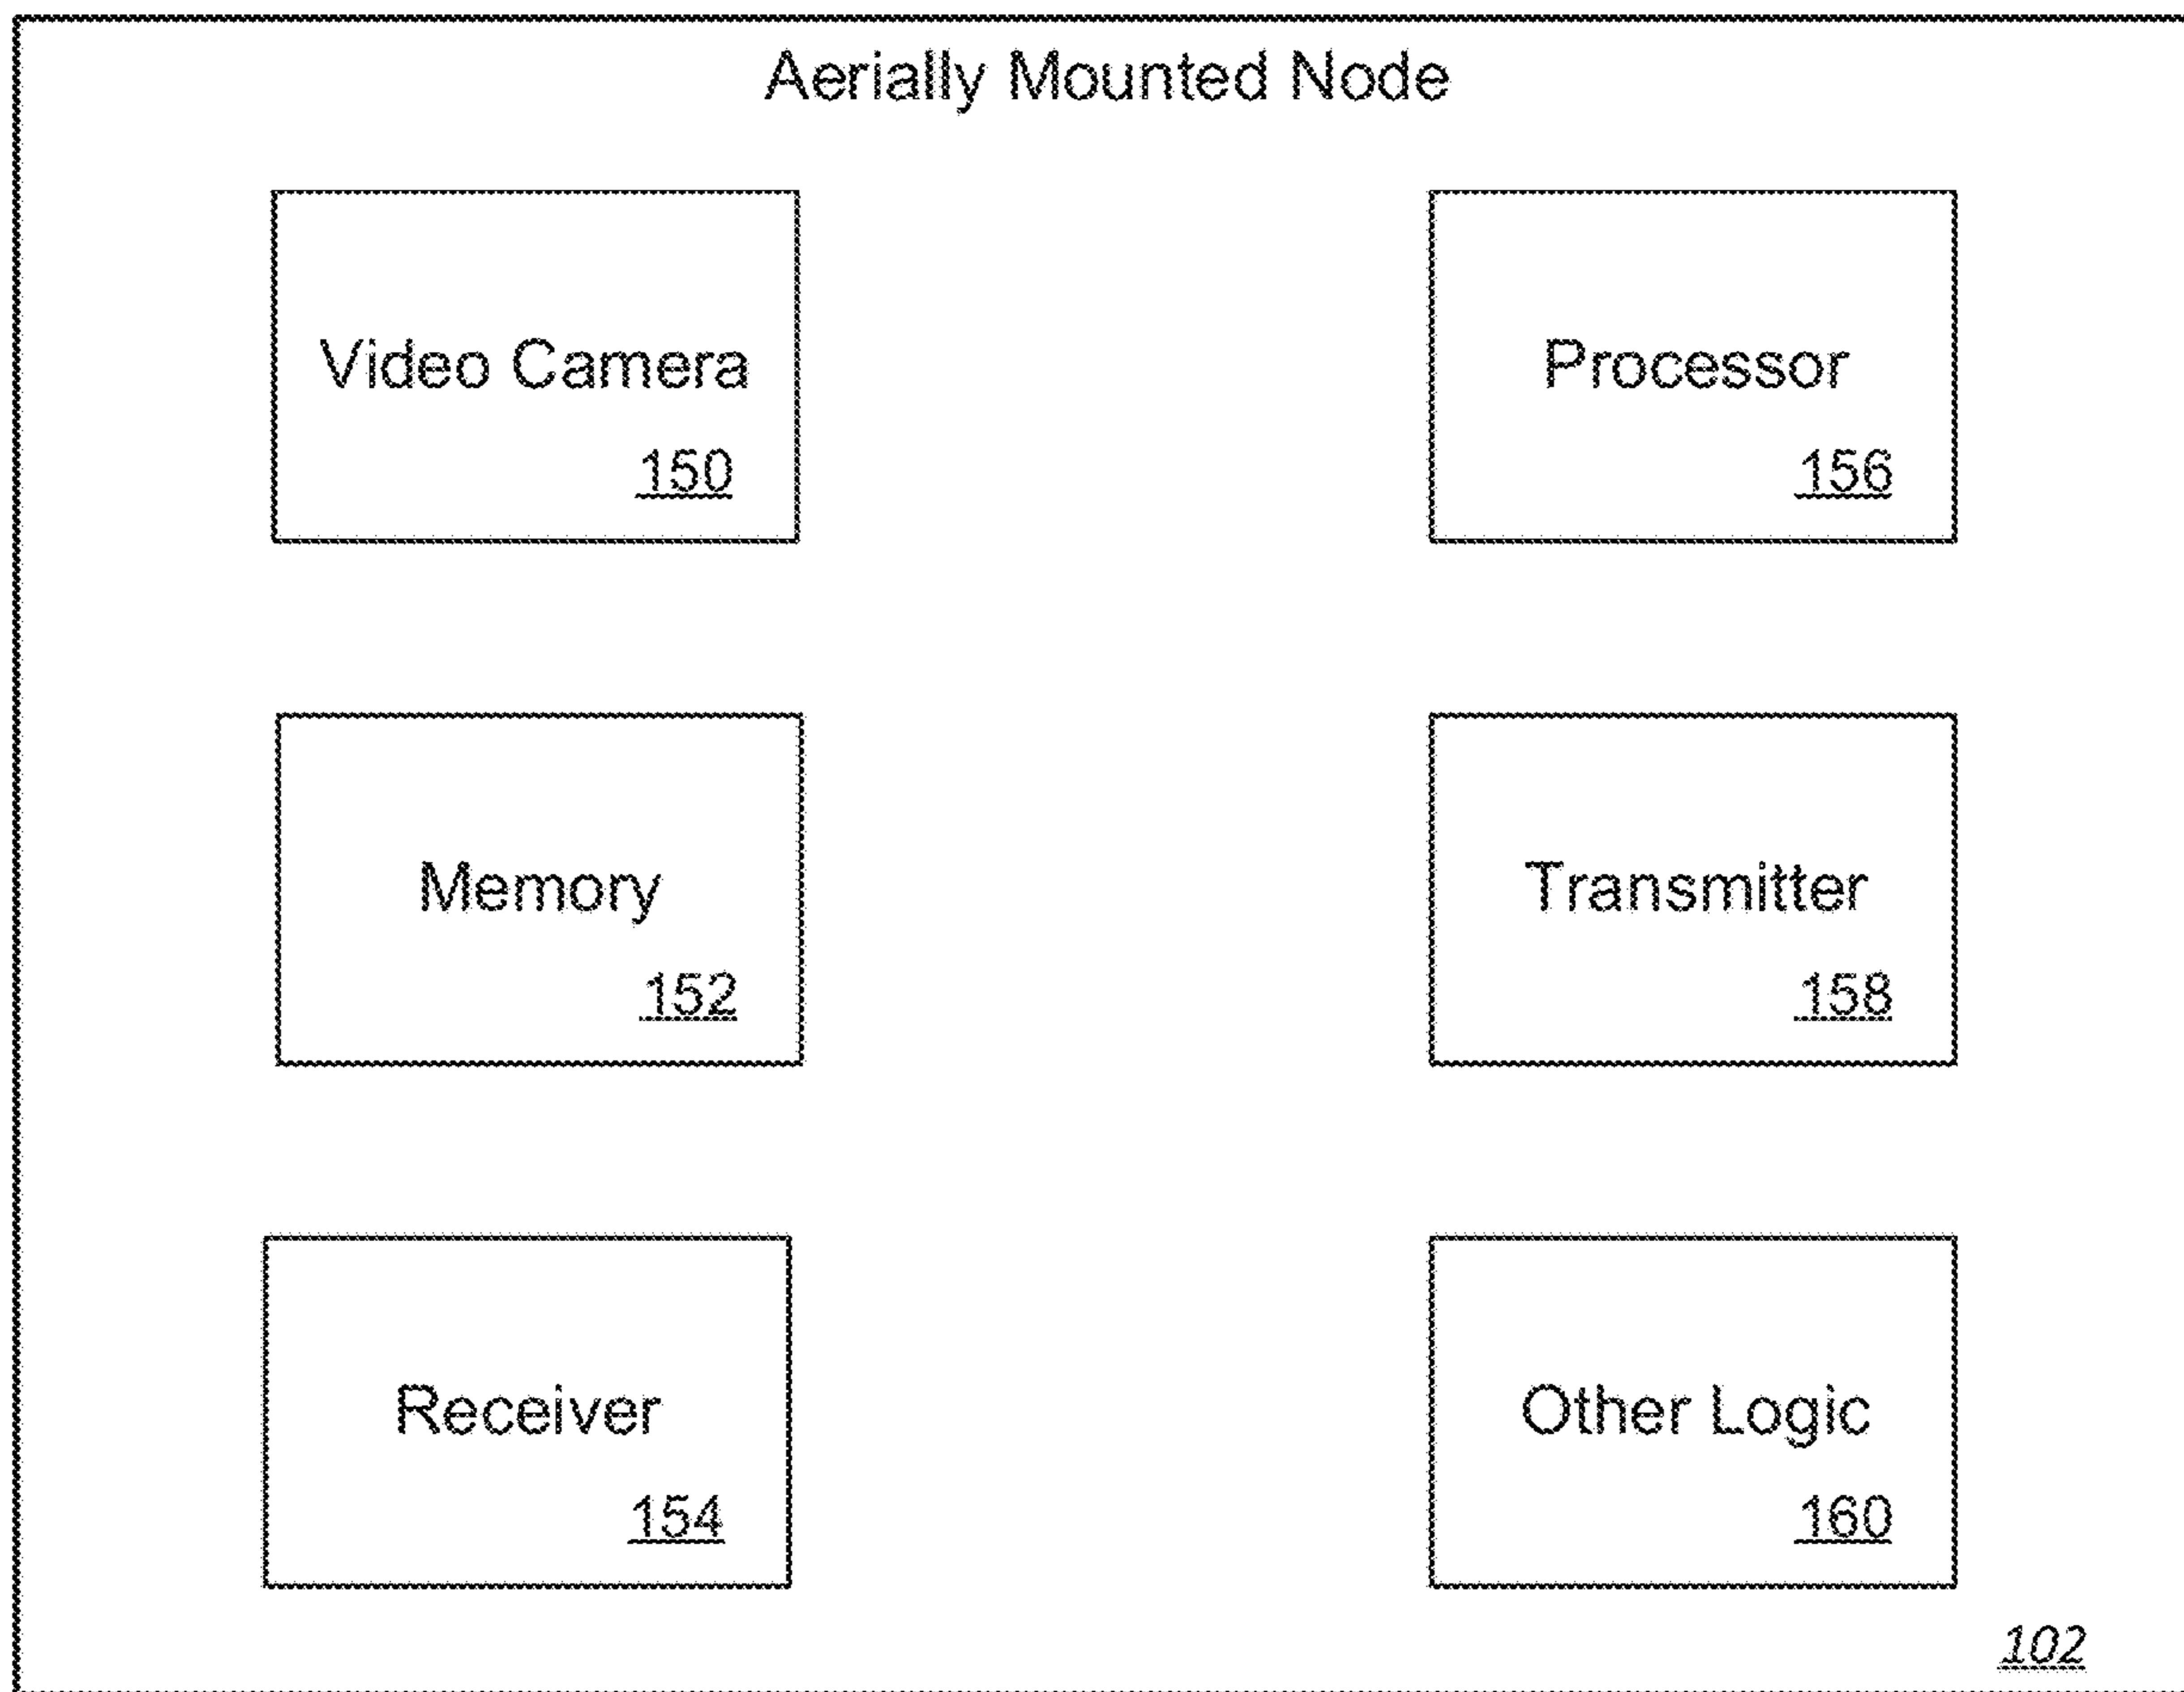 Aerially Mounted Node
Video Camera
150
Processor
156
Memory
152
Transmitter
158
Receiver
154
Other Logic
160
102